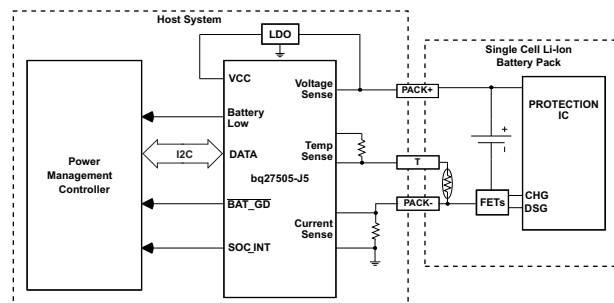 Host System
LDO
Single Cell Li-Ion
Battery Pack
VCC
Voltage
Sense
PACK+
PROTECTION
IC
Battery
Low
Temp
Sense
I2C
DATA
T
Power
Management
Controller
bq27505-J5
BAT_GD
PACK-
FETs
CHG
DSG
Current
Sense
SOC_INT
+
–